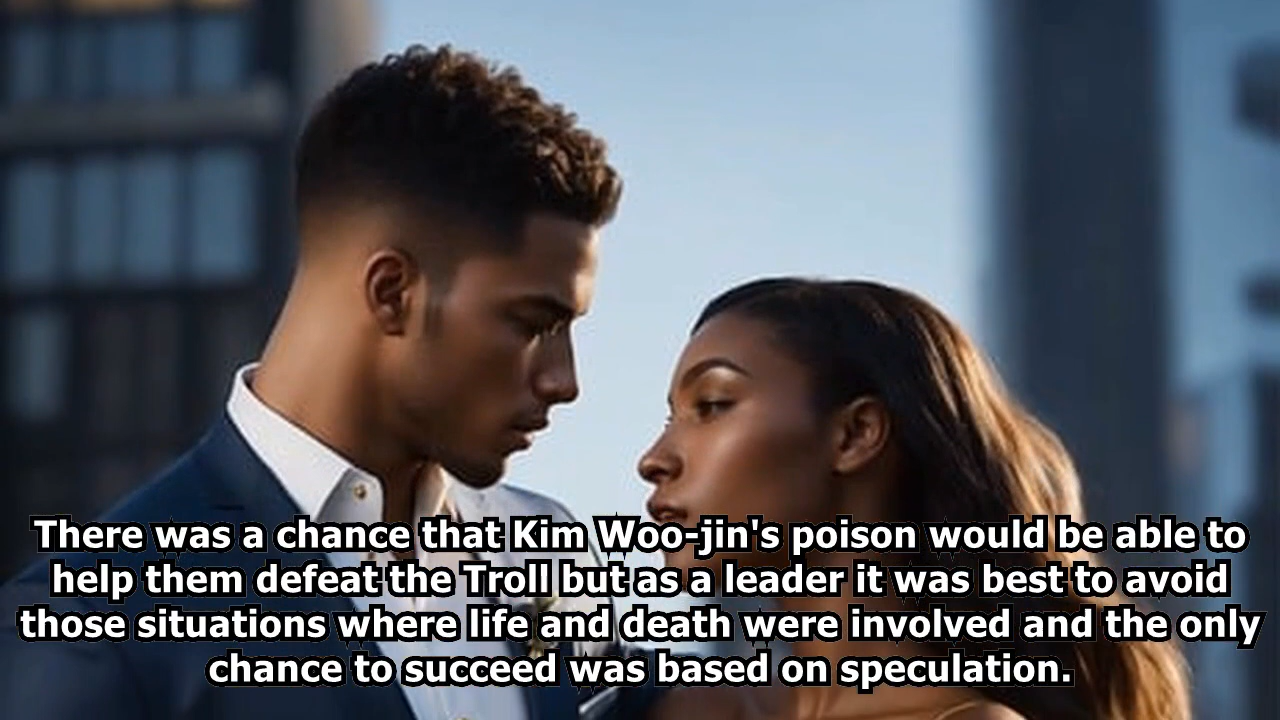 There was a chance that Kim Woo-jin's poison would be able to
help them defeat the Troll but as a leader it was best to avoid
those situations where life and death were involved and the only
chance to succeed was based on speculation.